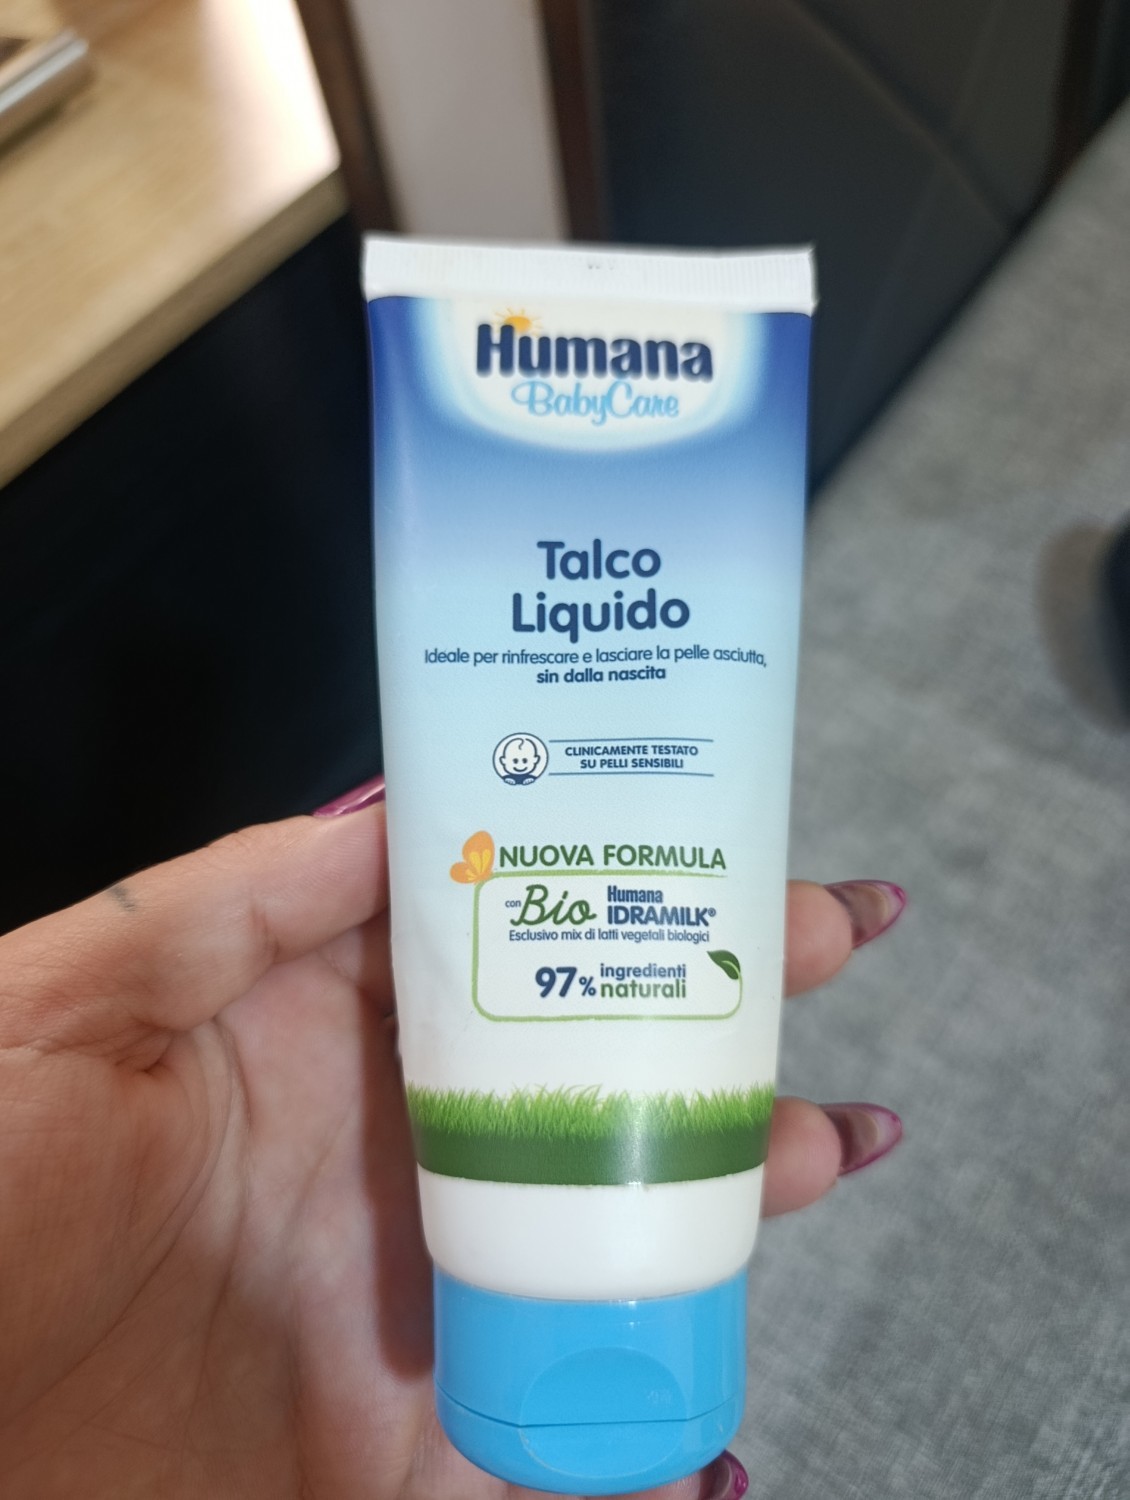 Humana
BabyCare
Talco
Liquido
Ideale per rinfrescare e lasciare la pelle asciutta,
sin dalla nascita
CLINICAMENTE TESTATO
SU PELLI SENSIBILI
NUOVA FORMULA
con Bio Humana
IDRAMILK®
Esclusivo mix di latti vegetali biologici
97% ingredienti
naturali